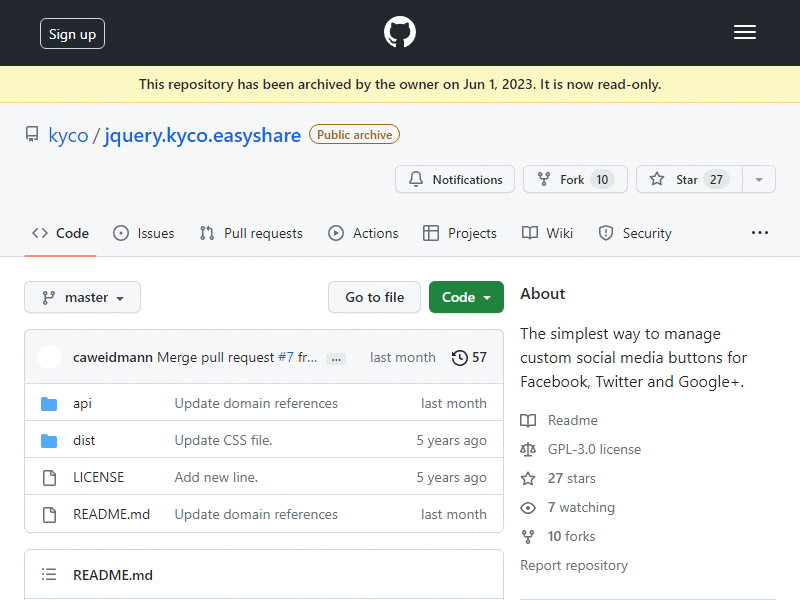 Sign up
This repository has been archived by the owner on Jun 1, 2023. It is now read-only.
kyco / jquery.kyco.easyshare Public archive
Notifications Fork 10 Star 27
Code Issues Pull requests Actions Projects Wiki Security ...
master Go to file Code
caweidmann Merge pull request #7 fr... ... last month 57
api Update domain references last month
dist Update CSS file. 5 years ago
LICENSE Add new line. 5 years ago
README.md Update domain references last month
README.md
About
The simplest way to manage
custom social media buttons for
Facebook, Twitter and Google+.
Readme
GPL-3.0 license
27 stars
7 watching
10 forks
Report repository